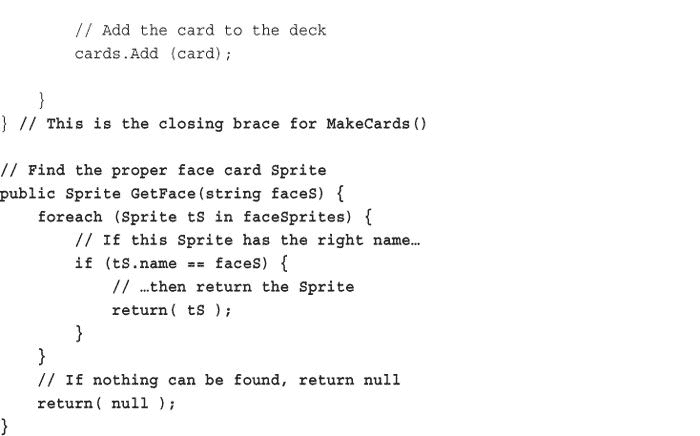 // Add the card to the deck
        cards.Add (card);
    }
} // This is the closing brace for MakeCards()
// Find the proper face card Sprite
public Sprite GetFace(string faceS) {
    foreach (Sprite tS in faceSprites) {
        // If this Sprite has the right name…
        if (tS.name == faceS) {
            // …then return the Sprite
            return( tS );
        }
    }
    // If nothing can be found, return null
    return( null );
}